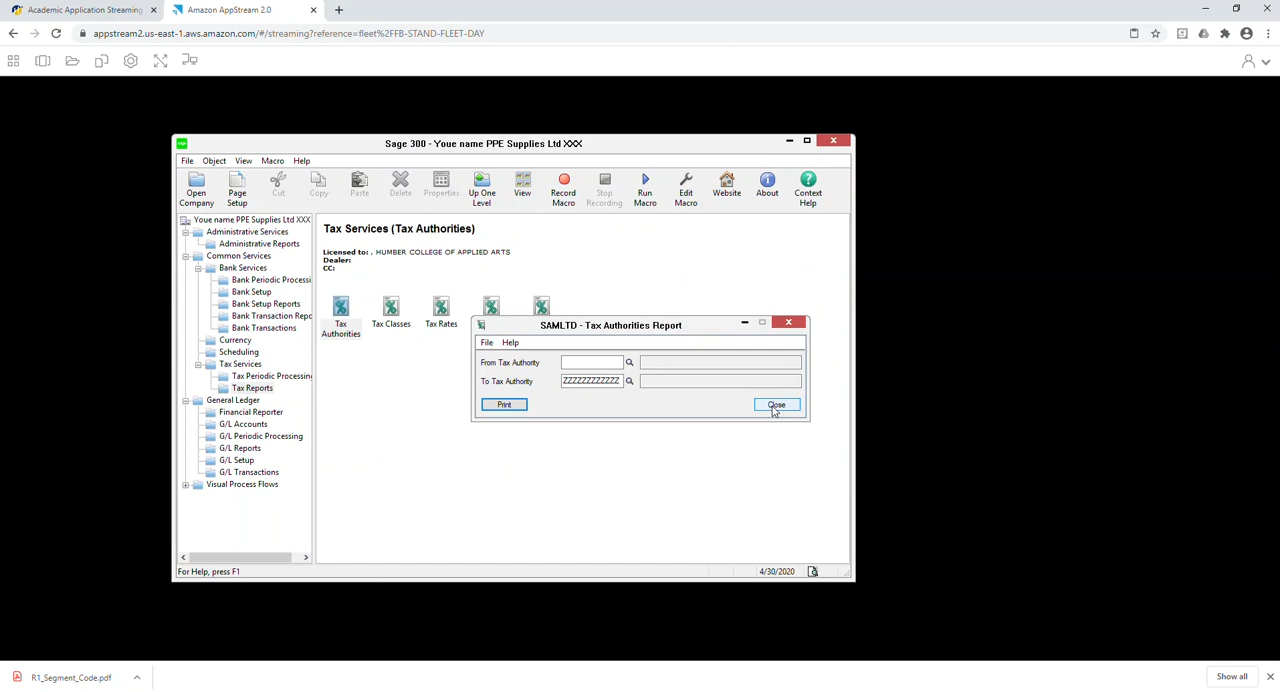 Academic Application Streaming
Amazon AppStream 2.0
appstream2.us-east-1.aws.amazon.com/#/streaming?reference=fleet%2FFB-STAND-FLEET-DAY
Sage 300 - Youe name PPE Supplies Ltd XXX
File Object View Macro Help
Open Company
Page Setup
Cut
Copy
Paste
Delete
Properties
Up One Level
View
Record Macro
Stop Recording
Run Macro
Edit Macro
Website
About
Context Help
Youe name PPE Supplies Ltd XXX
Administrative Services
Administrative Reports
Common Services
Bank Services
Bank Periodic Processi
Bank Setup
Bank Setup Reports
Bank Transaction Repo
Bank Transactions
Currency
Scheduling
Tax Services
Tax Periodic Processin
Tax Reports
General Ledger
Financial Reporter
G/L Accounts
G/L Periodic Processing
G/L Reports
G/L Setup
G/L Transactions
Visual Process Flows
Tax Services (Tax Authorities)
Licensed to: , HUMBER COLLEGE OF APPLIED ARTS
Dealer:
CC:
Tax Authorities
Tax Classes
Tax Rates
SAMLTD - Tax Authorities Report
File Help
From Tax Authority
To Tax Authority ZZZZZZZZZZZZ
Print Close
For Help, press F1
4/30/2020
R1_Segment_Code.pdf
Show all